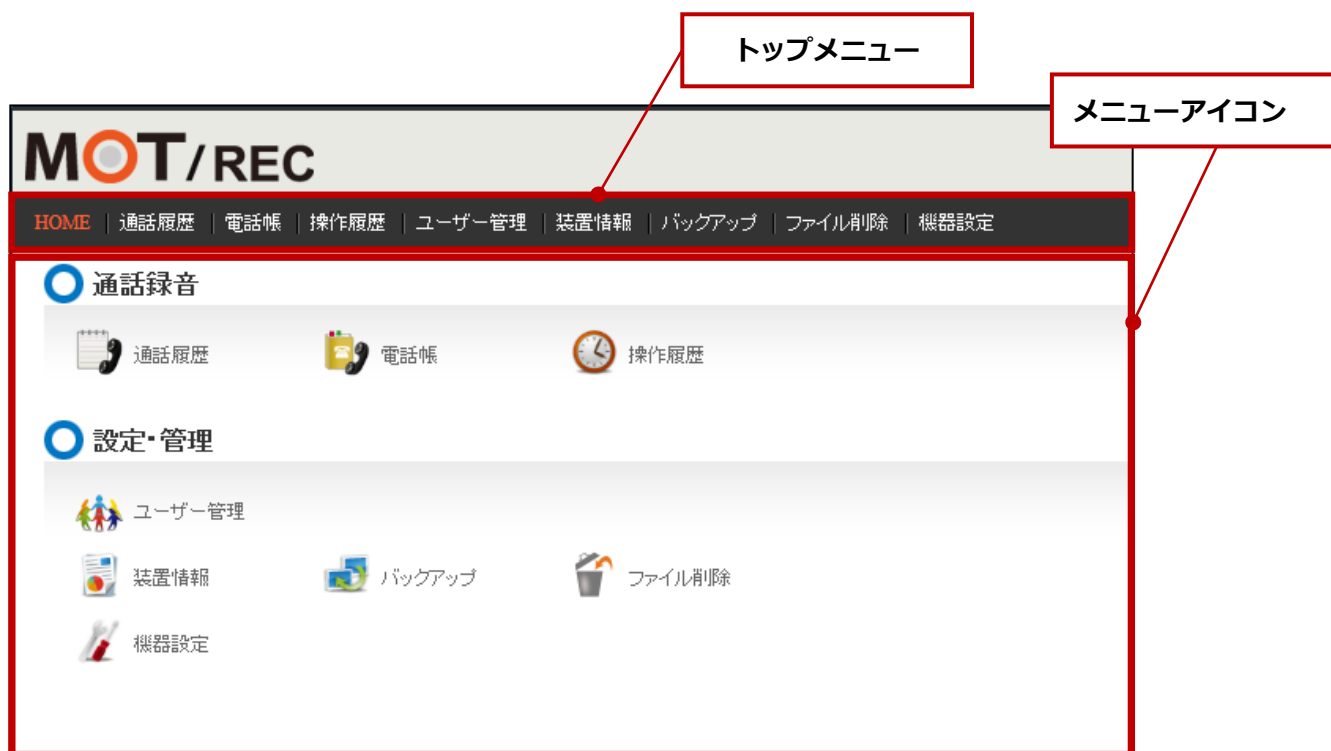 トップメニュー
メニューアイコン
MOT/REC
HOME | 通話履歴 | 電話帳 | 操作履歴 | ユーザー管理 | 装置情報 | バックアップ | ファイル削除 | 機器設定
通話録音
通話履歴 電話帳 操作履歴
設定・管理
ユーザー管理
装置情報 バックアップ ファイル削除
機器設定